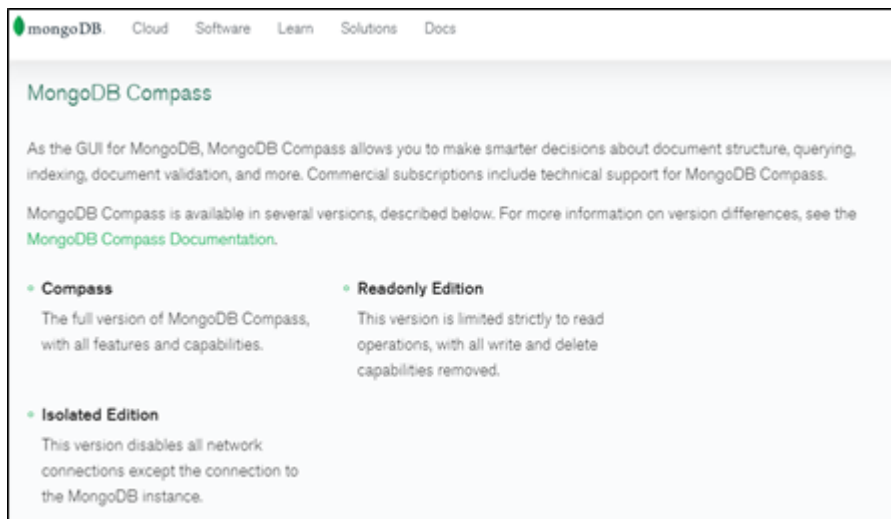 mongoDB. Cloud Software Learn Solutions Docs
MongoDB Compass
As the GUI for MongoDB, MongoDB Compass allows you to make smarter decisions about document structure, querying,
indexing, document validation, and more. Commercial subscriptions include technical support for MongoDB Compass.
MongoDB Compass is available in several versions, described below. For more information on version differences, see the
MongoDB Compass Documentation.
Compass
The full version of MongoDB Compass,
with all features and capabilities.
Readonly Edition
This version is limited strictly to read
operations, with all write and delete
capabilities removed.
Isolated Edition
This version disables all network
connections except the connection to
the MongoDB instance.